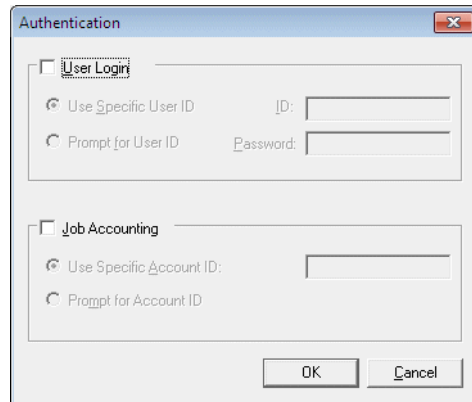 Authentication
User Login
Use Specific User ID ID:
Prompt for User ID Password:
Job Accounting
Use Specific Account ID:
Prompt for Account ID
OK Cancel